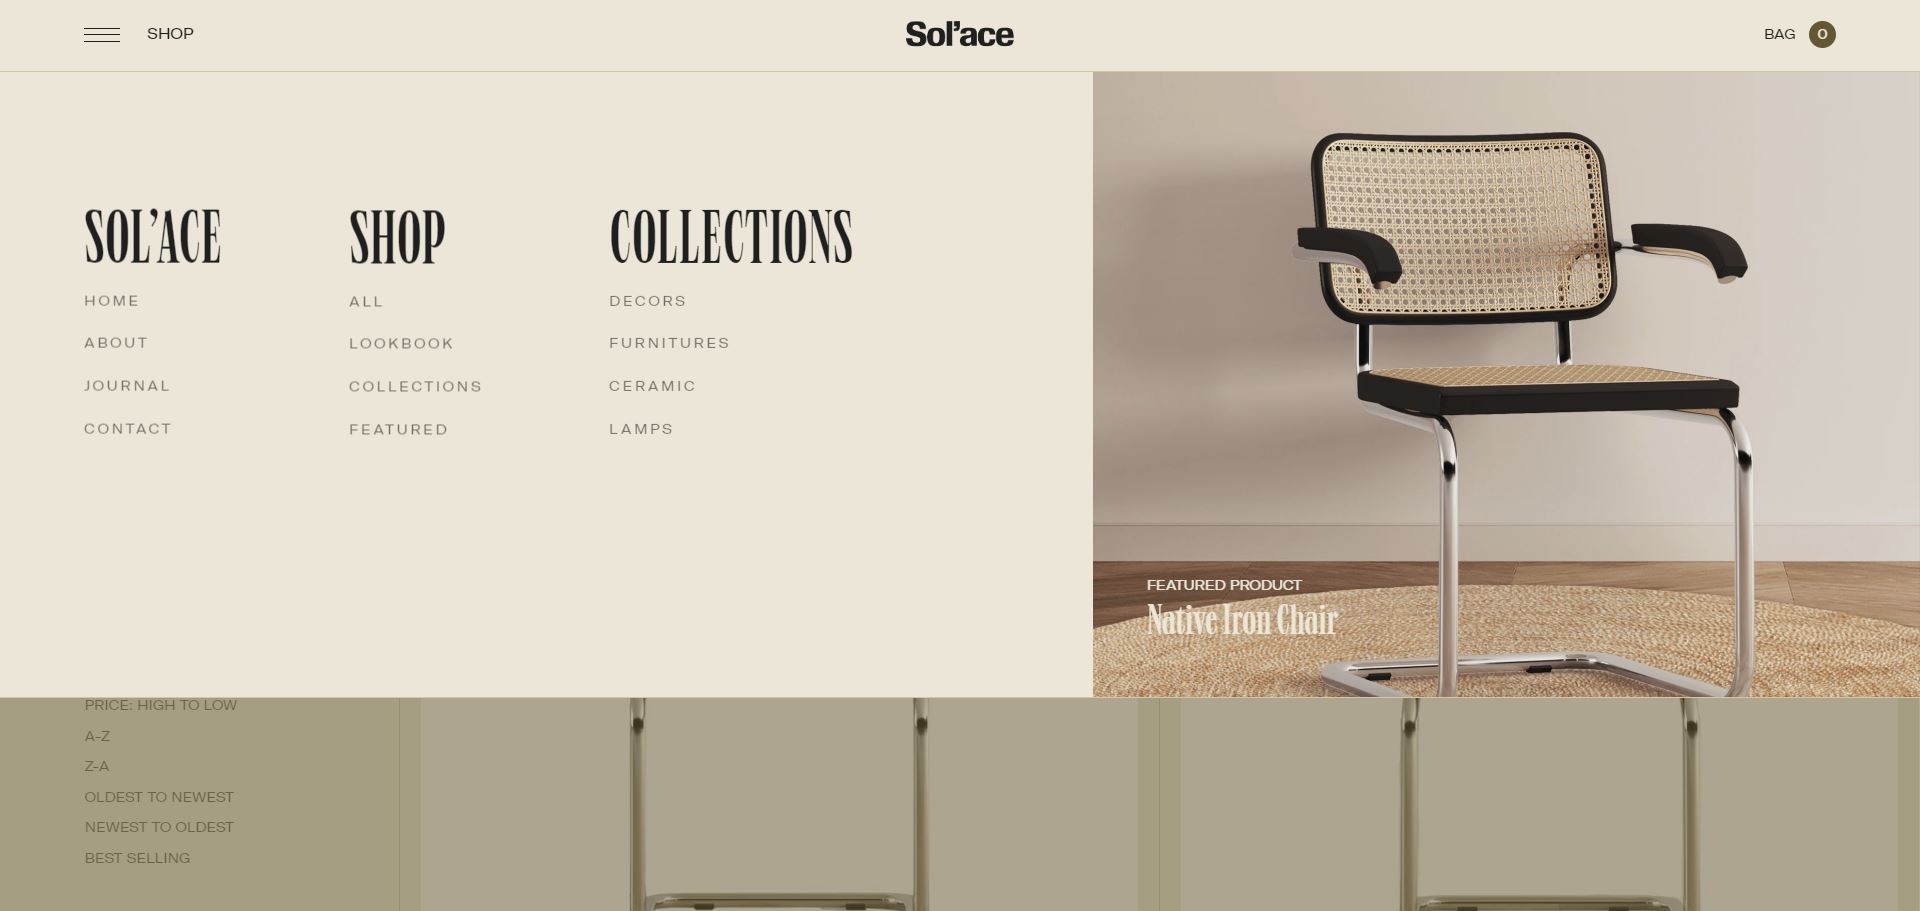 SHOP
Sol'ace
BAG 0
SOL'ACE
HOME
ABOUT
JOURNAL
CONTACT
SHOP
ALL
LOOKBOOK
COLLECTIONS
FEATURED
COLLECTIONS
DECORS
FURNITURES
CERAMIC
LAMPS
FEATURED PRODUCT
Native Iron Chair
PRICE: HIGH TO LOW
A-Z
Z-A
OLDEST TO NEWEST
NEWEST TO OLDEST
BEST SELLING